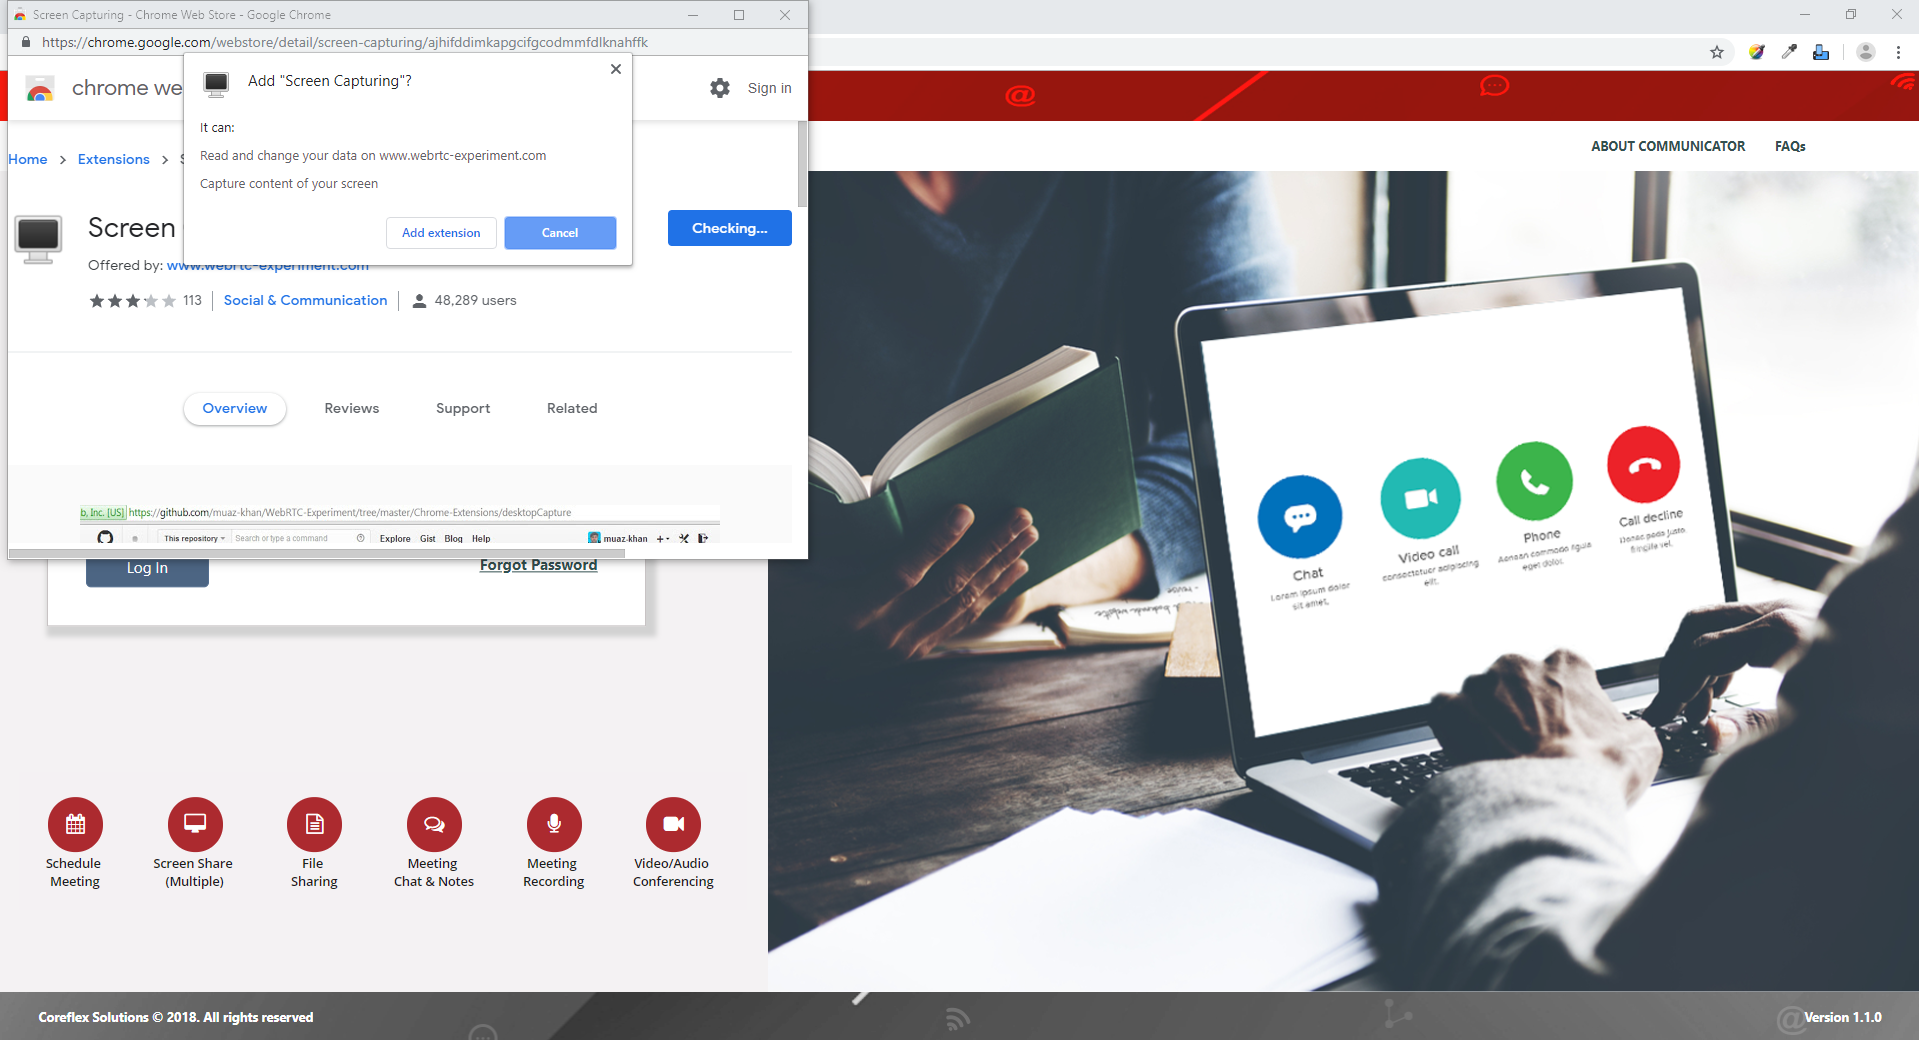 Screen Capturing - Chrome Web Store - Google Chrome
https://chrome.google.com/webstore/detail/screen-capturing/ajhifddimkapgcifgcodmmfdlknahffk
chrome we
Add "Screen Capturing"?
Sign in
It can:
Read and change your data on www.webrtc-experiment.com
Capture content of your screen
Add extension
Cancel
ABOUT COMMUNICATOR
FAQs
Home > Extensions > S
Screen
Checking...
Offered by: www.webrtc-experiment.com
113
Social & Communication
48,289 users
Overview
Reviews
Support
Related
b, Inc. [US] https://github.com/muaz-khan/WebRTC-Experiment/tree/master/Chrome-Extensions/desktopCapture
This repository
Search or type a command
Explore
Gist
Blog
Help
muaz-khan
Log In
Forgot Password
Chat
Lorem ipsum dolor
sit amet.
Video call
consectetuer adipiscing
elit.
Phone
Aenean commodo ligula
eget dolor.
Call decline
Donec pede justo,
fringilla vel.
Schedule
Meeting
Screen Share
(Multiple)
File
Sharing
Meeting
Chat & Notes
Meeting
Recording
Video/Audio
Conferencing
Coreflex Solutions © 2018. All rights reserved
Version 1.1.0